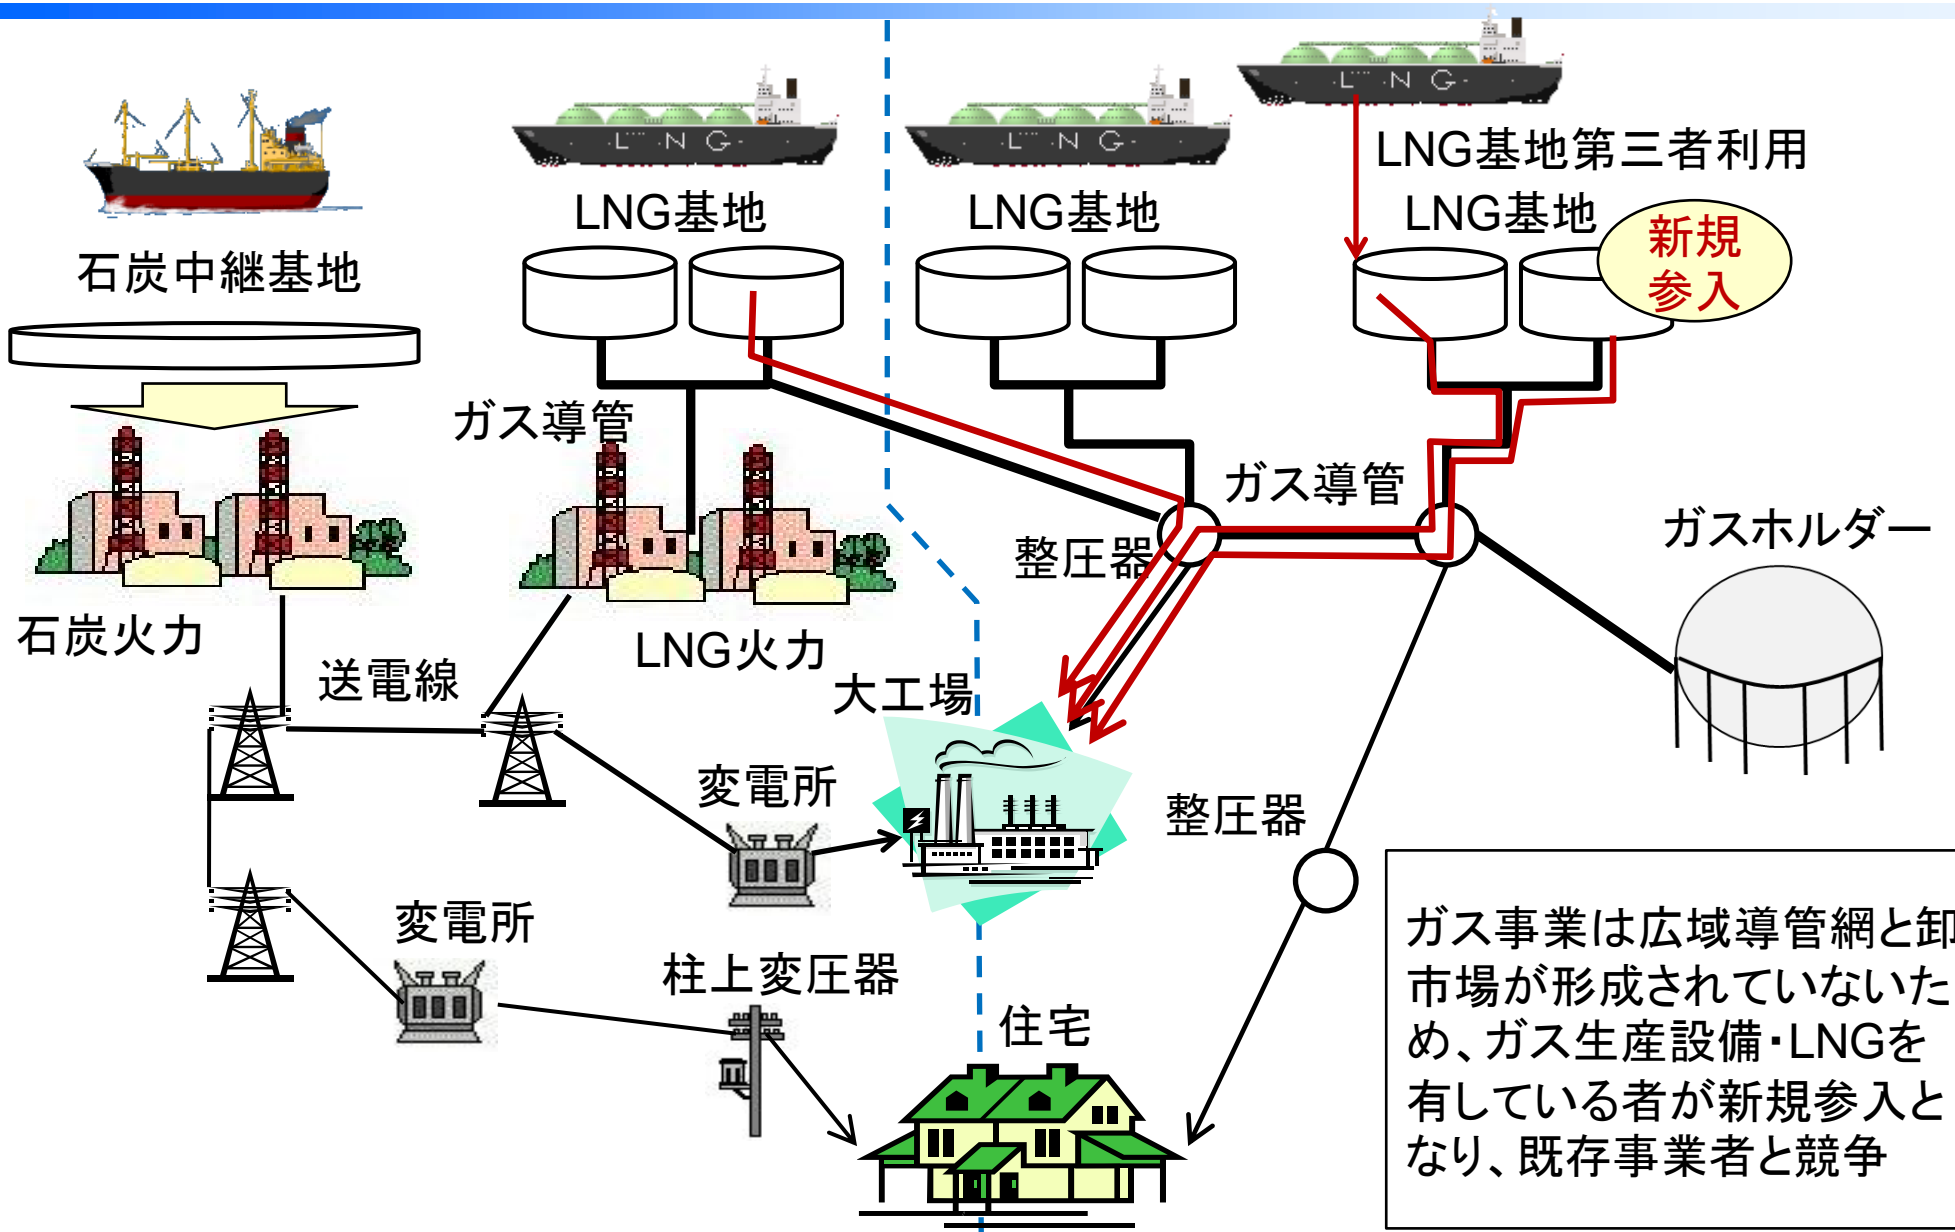 LNG
LNG
LNG
LNG基地第三者利用
LNG基地
LNG基地
LNG基地
新規
参入
石炭中継基地
ガス導管
ガス導管
ガスホルダー
整圧器
石炭火力
LNG火力
送電線
大工場
変電所
整圧器
変電所
柱上変圧器
住宅
ガス事業は広域導管網と卸
市場が形成されていないた
め、ガス生産設備・LNGを
有している者が新規参入と
なり、既存事業者と競争